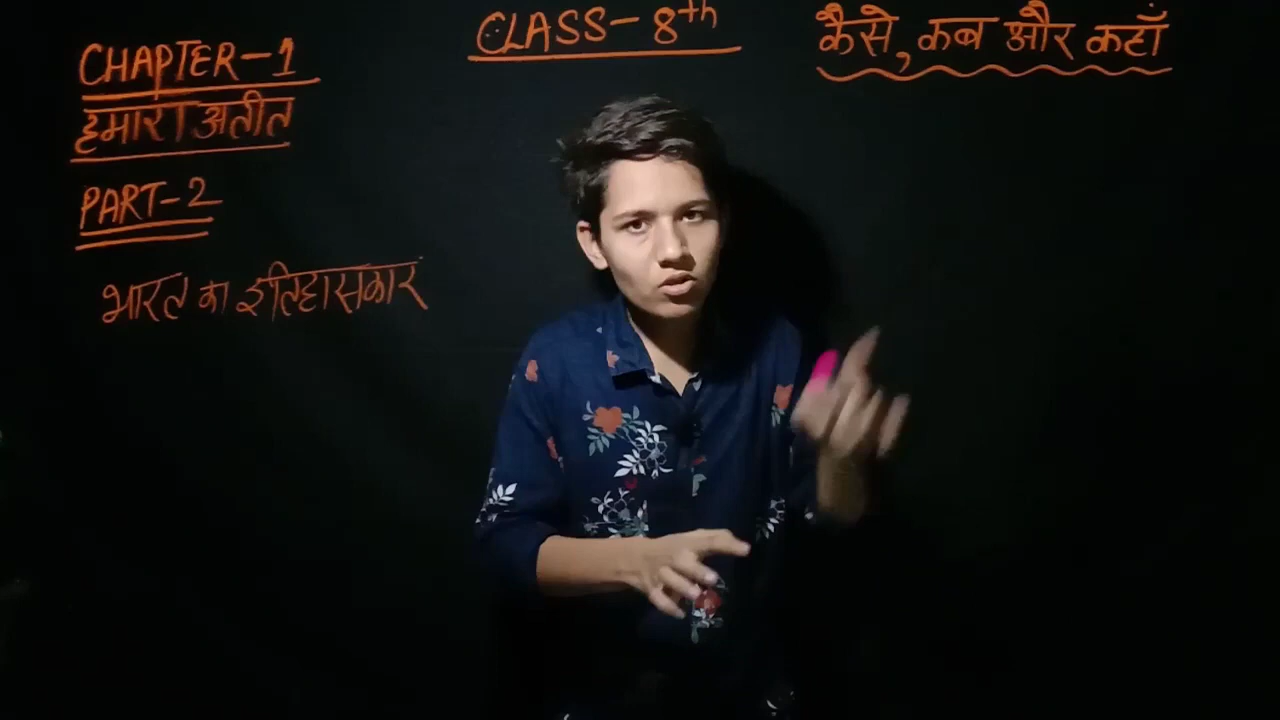 CHAPTER-1
हमारा अतीत
PART-2
भारत का इतिहासकार
CLASS-8th
कैसे, कब और कहाँ